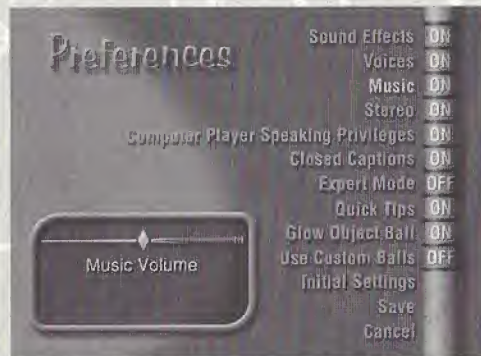 Preferences
Sound Effects ON
Voices ON
Music ON
Stereo ON
Computer Player Speaking Privileges ON
Closed Captions ON
Expert Mode OFF
Quick Tips ON
Glow Object Ball ON
Use Custom Balls OFF
Initial Settings
Save
Cancel
Music Volume